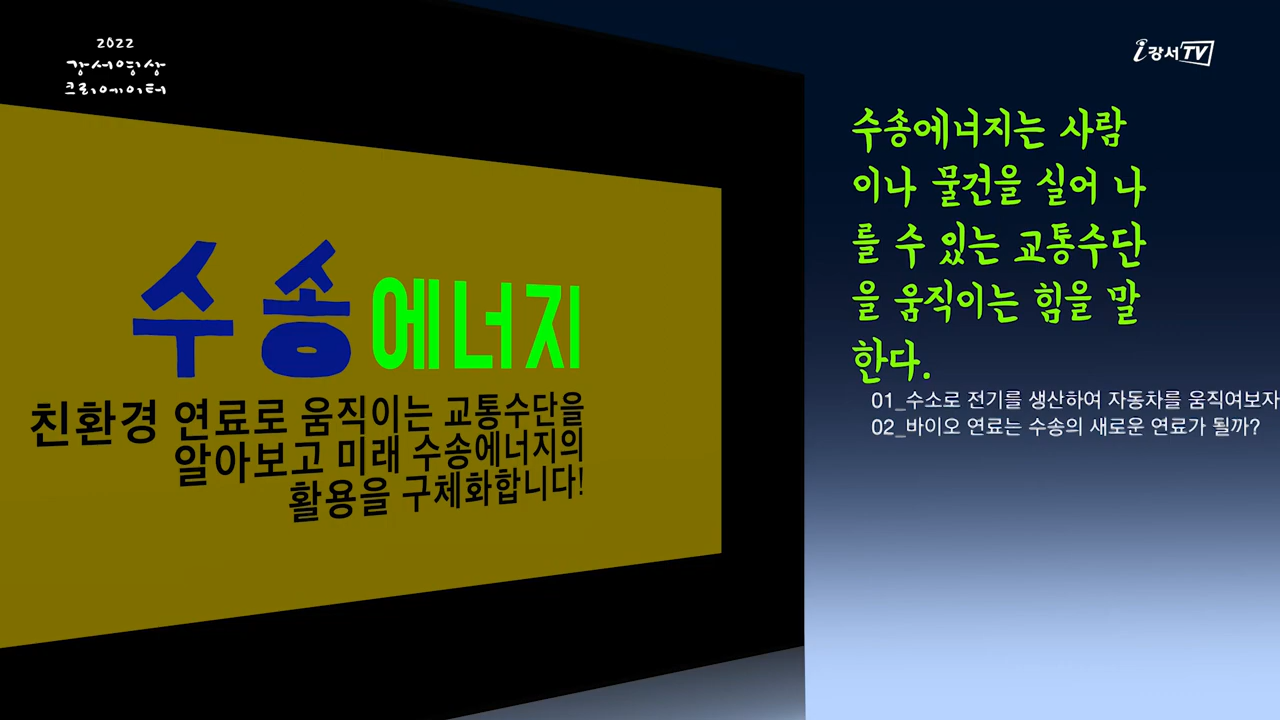 2022
강서영상
크리에이터
i강서TV
수송에너지
친환경 연료로 움직이는 교통수단을
알아보고 미래 수송에너지의
활용을 구체화합니다!
수송에너지는 사람
이나 물건을 실어 나
를 수 있는 교통수단
을 움직이는 힘을 말
한다.
01_수소로 전기를 생산하여 자동차를 움직여보자
02_바이오 연료는 수송의 새로운 연료가 될까?